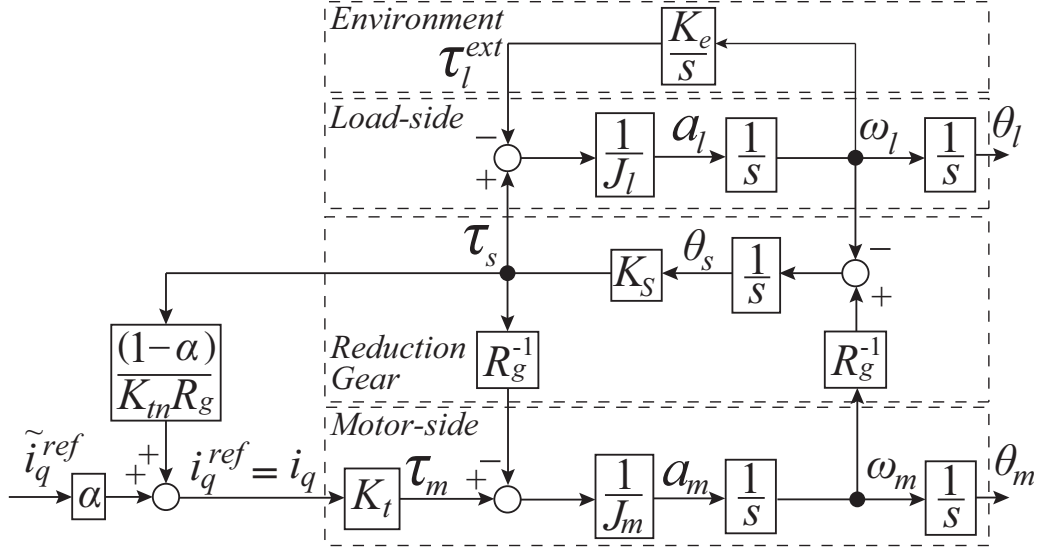 Environment
K_e
s
τ_l^{ext}
Load-side
−
+
1
J_l
a_l
1
s
ω_l
1
s
θ_l
τ_s
K_S
θ_s
1
s
−
+
(1−α)
K_{tn}R_g
Reduction
Gear
R_g^{-1}
R_g^{-1}
Motor-side
ĩ_q^{ref}
α
+
+
i_q^{ref} = i_q
K_t
τ_m
+
−
1
J_m
a_m
1
s
ω_m
1
s
θ_m